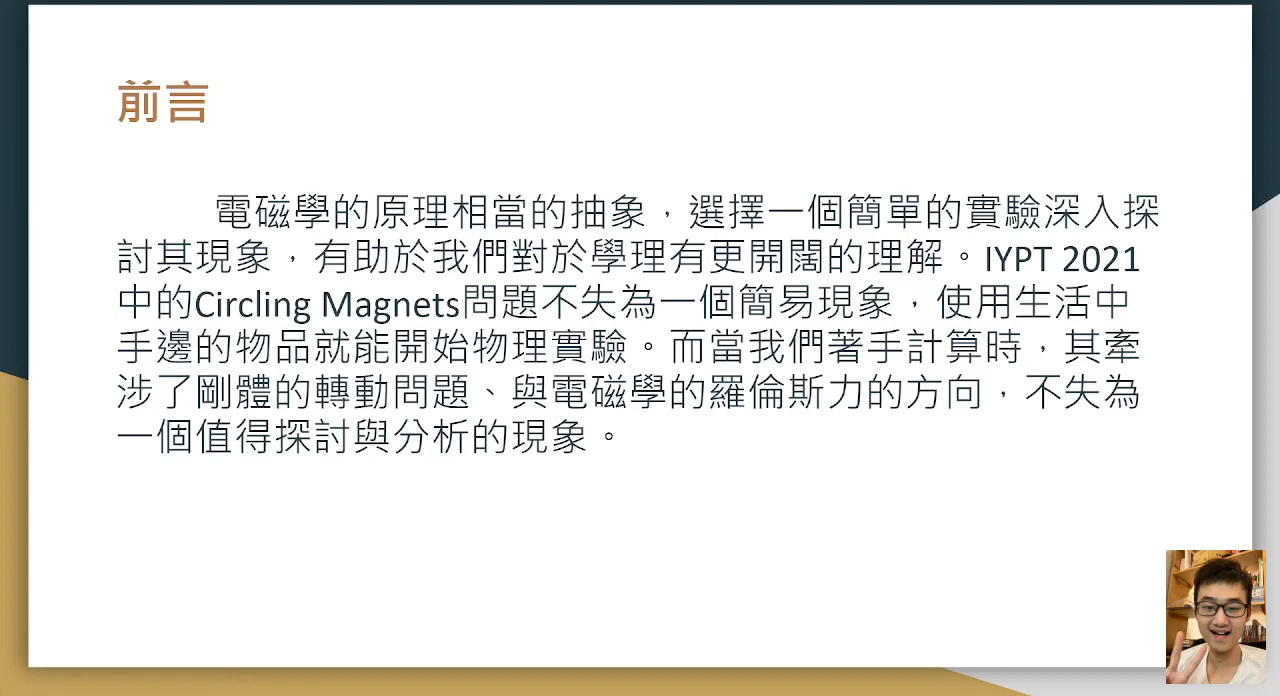 前言
電磁學的原理相當的抽象，選擇一個簡單的實驗深入探
討其現象，有助於我們對於學理有更開闊的理解。IYPT 2021
中的Circling Magnets問題不失為一個簡易現象，使用生活中
手邊的物品就能開始物理實驗。而當我們著手計算時，其牽
涉了剛體的轉動問題、與電磁學的羅倫斯力的方向，不失為
一個值得探討與分析的現象。